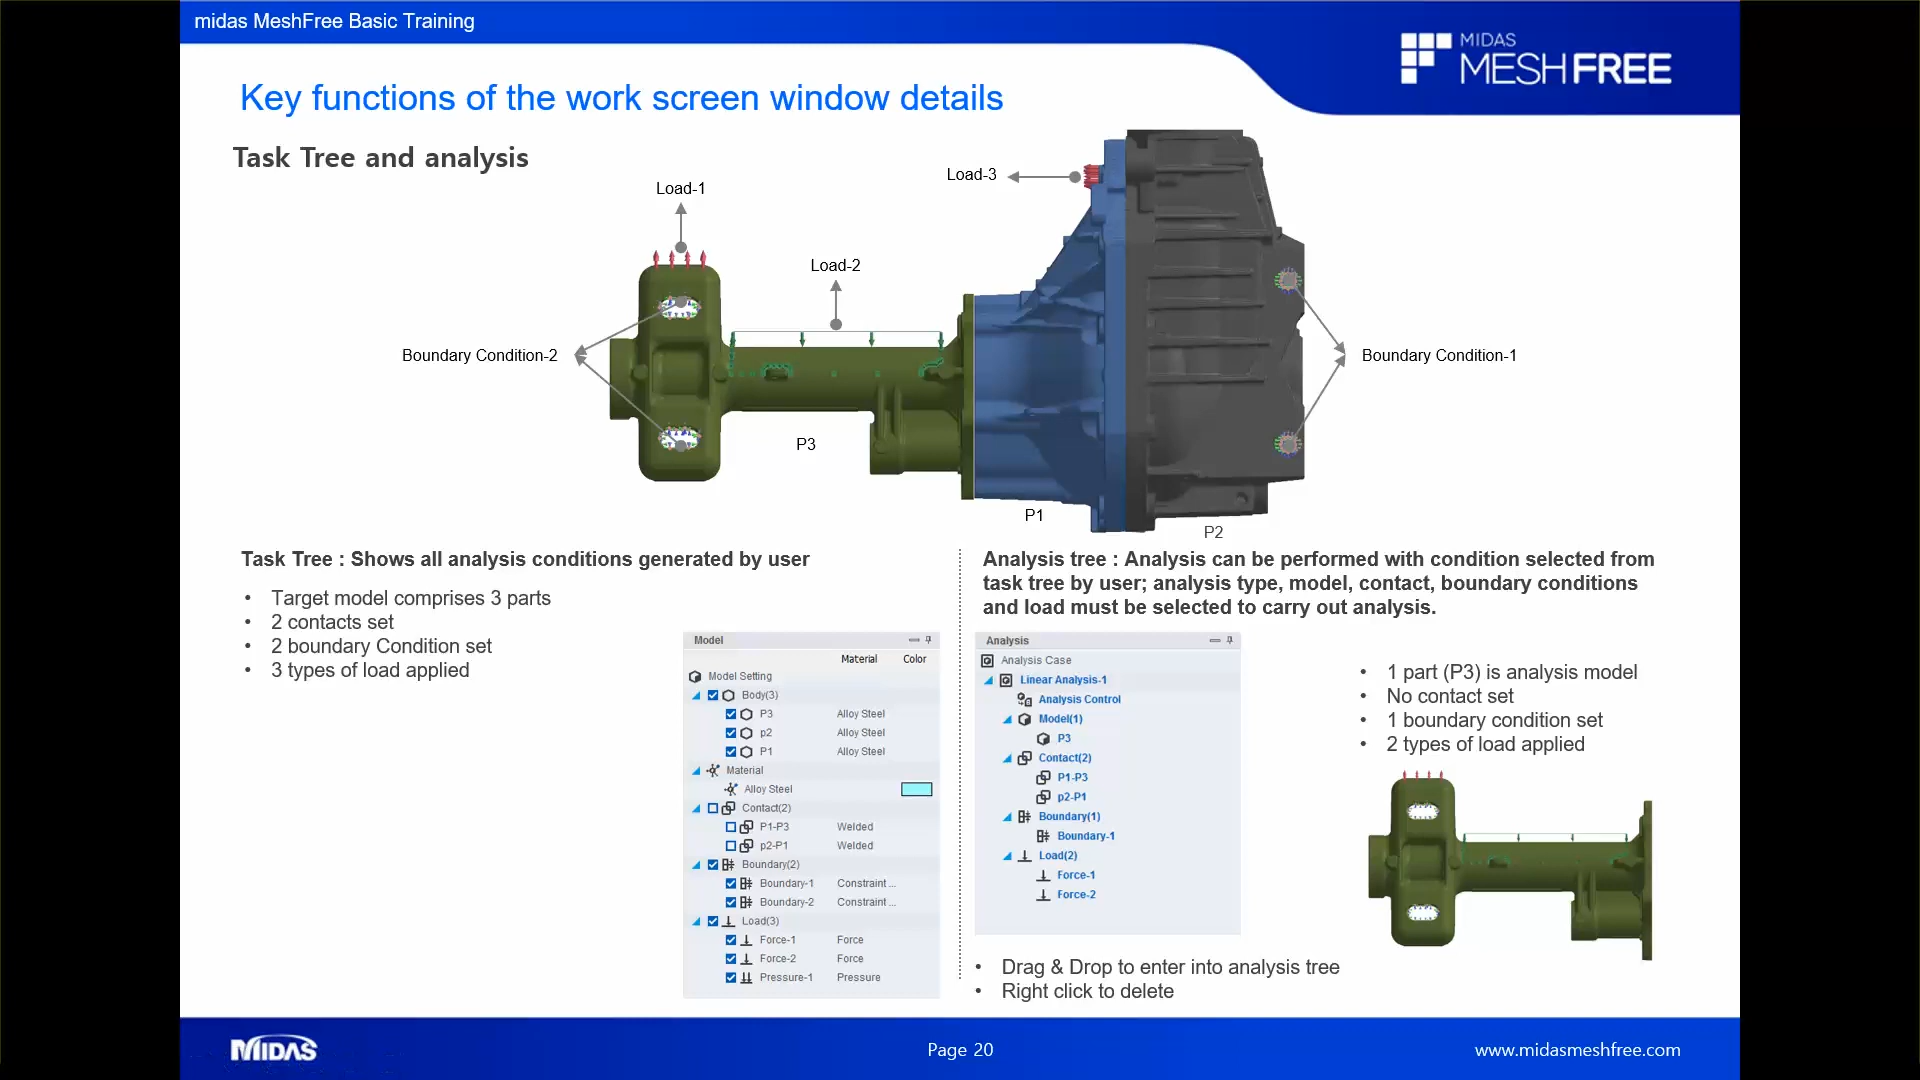 midas MeshFree Basic Training
MIDAS
MESHFREE
Key functions of the work screen window details
Task Tree and analysis
Load-1
Load-2
Load-3
Boundary Condition-2
Boundary Condition-1
P3
P1
P2
Task Tree : Shows all analysis conditions generated by user
• Target model comprises 3 parts
• 2 contacts set
• 2 boundary Condition set
• 3 types of load applied
Model
Material Color
Model Setting
Body(3)
P3 Alloy Steel
p2 Alloy Steel
P1 Alloy Steel
Material
Alloy Steel
Contact(2)
P1-P3 Welded
p2-P1 Welded
Boundary(2)
Boundary-1 Constraint ...
Boundary-2 Constraint ...
Load(3)
Force-1 Force
Force-2 Force
Pressure-1 Pressure
Analysis tree : Analysis can be performed with condition selected from
task tree by user; analysis type, model, contact, boundary conditions
and load must be selected to carry out analysis.
Analysis
Analysis Case
Linear Analysis-1
Analysis Control
Model(1)
P3
Contact(2)
P1-P3
p2-P1
Boundary(1)
Boundary-1
Load(2)
Force-1
Force-2
• 1 part (P3) is analysis model
• No contact set
• 1 boundary condition set
• 2 types of load applied
• Drag & Drop to enter into analysis tree
• Right click to delete
MIDAS
Page 20
www.midasmeshfree.com